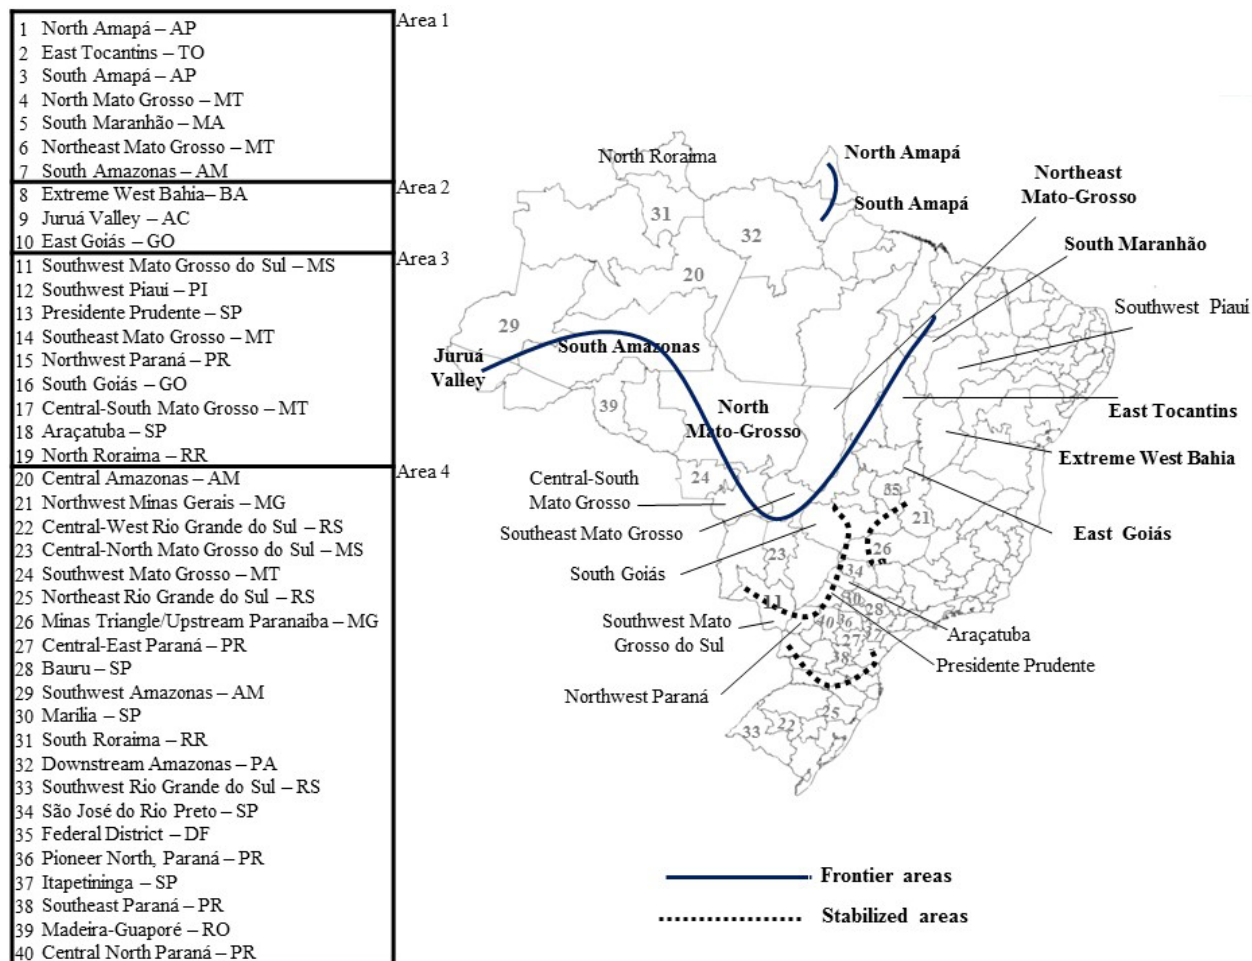 Area 1
1 North Amapá – AP
2 East Tocantins – TO
3 South Amapá – AP
4 North Mato Grosso – MT
5 South Maranhão – MA
6 Northeast Mato Grosso – MT
7 South Amazonas – AM
Area 2
8 Extreme West Bahia– BA
9 Juruá Valley – AC
10 East Goiás – GO
Area 3
11 Southwest Mato Grosso do Sul – MS
12 Southwest Piaui – PI
13 Presidente Prudente – SP
14 Southeast Mato Grosso – MT
15 Northwest Paraná – PR
16 South Goiás – GO
17 Central-South Mato Grosso – MT
18 Araçatuba – SP
19 North Roraima – RR
Area 4
20 Central Amazonas – AM
21 Northwest Minas Gerais – MG
22 Central-West Rio Grande do Sul – RS
23 Central-North Mato Grosso do Sul – MS
24 Southwest Mato Grosso – MT
25 Northeast Rio Grande do Sul – RS
26 Minas Triangle/Upstream Paranaiba – MG
27 Central-East Paraná – PR
28 Bauru – SP
29 Southwest Amazonas – AM
30 Marília – SP
31 South Roraima – RR
32 Downstream Amazonas – PA
33 Southwest Rio Grande do Sul – RS
34 São José do Rio Preto – SP
35 Federal District – DF
36 Pioneer North, Paraná – PR
37 Itapetininga – SP
38 Southeast Paraná – PR
39 Madeira-Guaporé – RO
40 Central North Paraná – PR
North Roraima
North Amapá
Northeast
Mato-Grosso
South Amapá
31
32
South Maranhão
20
Southwest Piauí
29
South Amazonas
Juruá
Valley
39
North
Mato-Grosso
East Tocantins
Extreme West Bahia
Central-South
Mato Grosso
24
35
21
Southeast Mato Grosso
East Goiás
23
26
South Goiás
34
11
30
28
Southwest Mato
Grosso do Sul
40
36
37
27
Araçatuba
38
Presidente Prudente
Northwest Paraná
25
22
33
Frontier areas
Stabilized areas